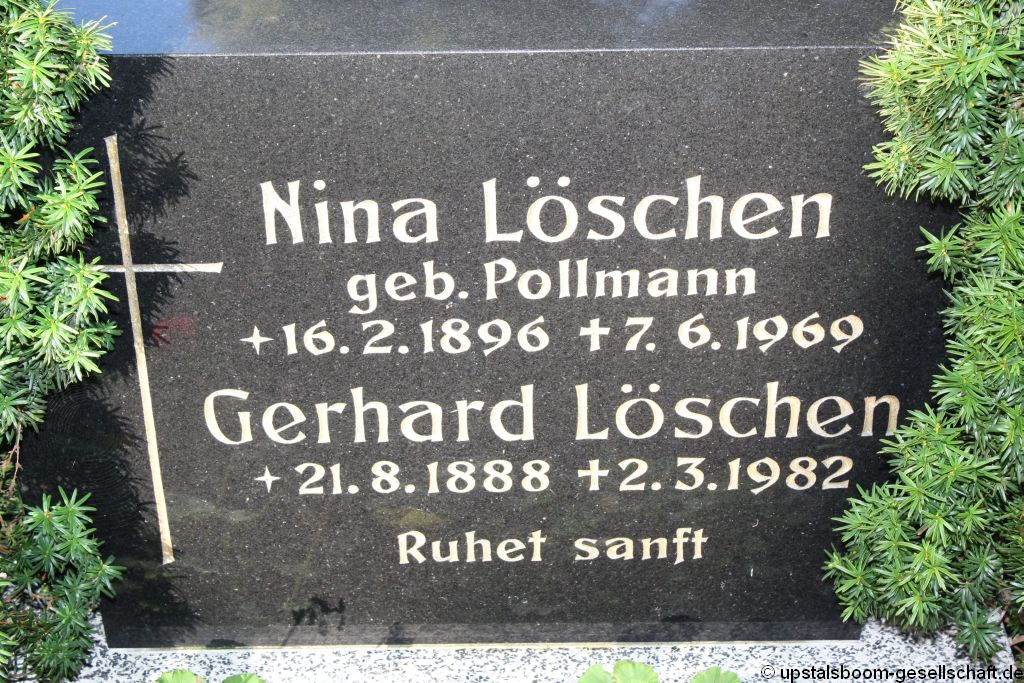 Nina Löschen
geb. Pollmann
✦16.2.1896 ✝7.6.1969
Gerhard Löschen
✦21.8.1888 ✝2.3.1982
Ruhet sanft
© upstalsboom-gesellschaft.de